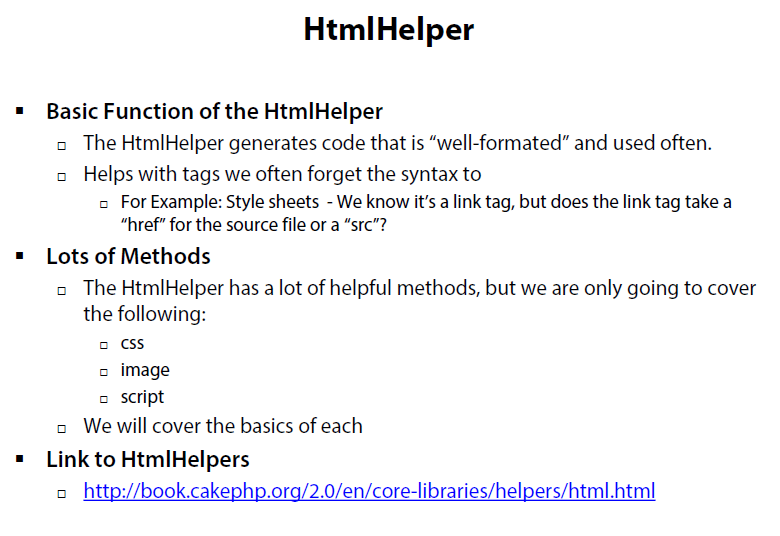 HtmlHelper
Basic Function of the HtmlHelper
The HtmlHelper generates code that is “well-formated” and used often.
Helps with tags we often forget the syntax to
For Example: Style sheets - We know it’s a link tag, but does the link tag take a
“href” for the source file or a “src”?
Lots of Methods
The HtmlHelper has a lot of helpful methods, but we are only going to cover
the following:
css
image
script
We will cover the basics of each
Link to HtmlHelpers
http://book.cakephp.org/2.0/en/core-libraries/helpers/html.html